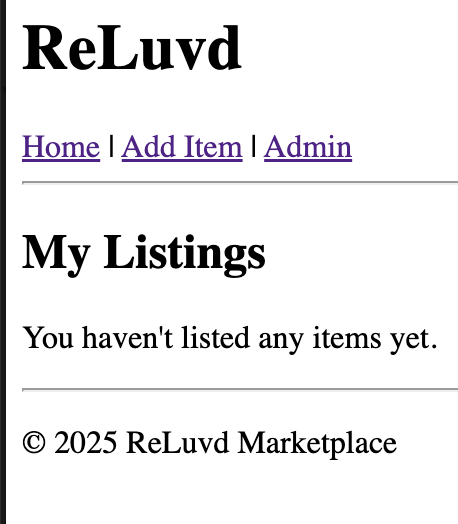 ReLuvd
Home | Add Item | Admin
My Listings
You haven't listed any items yet.
© 2025 ReLuvd Marketplace